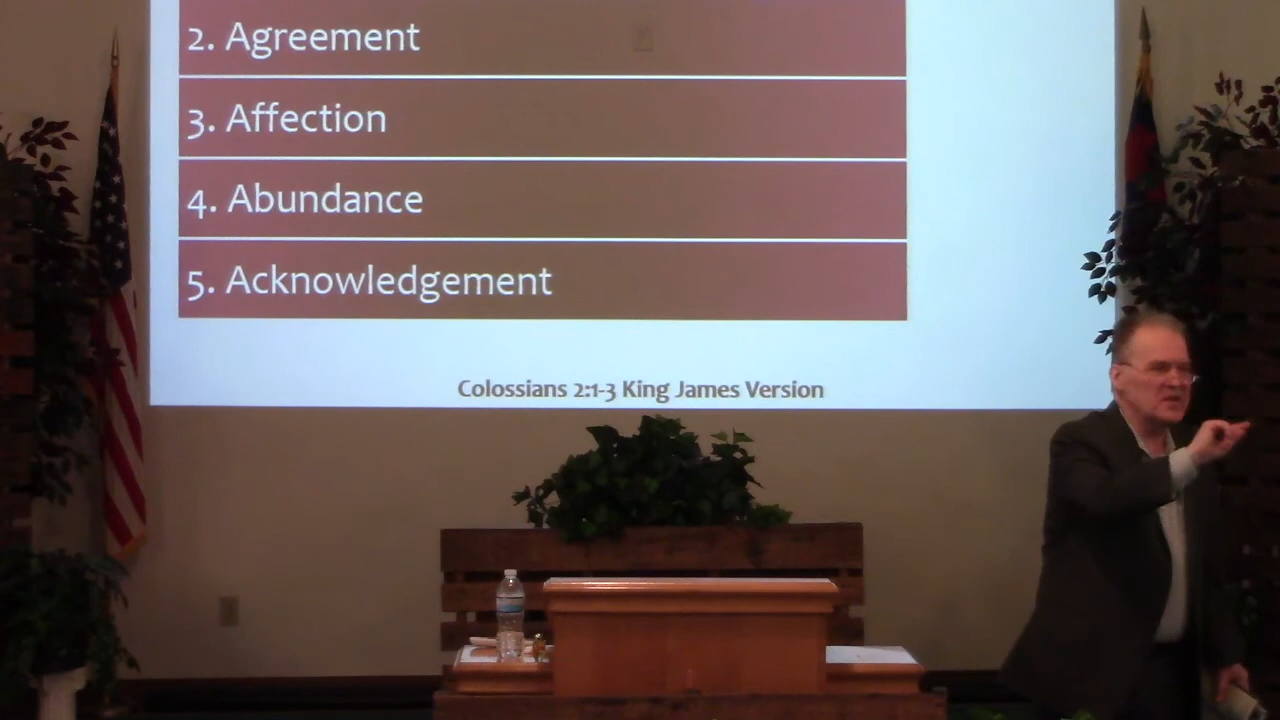 2. Agreement
3. Affection
4. Abundance
5. Acknowledgement
Colossians 2:1-3 King James Version